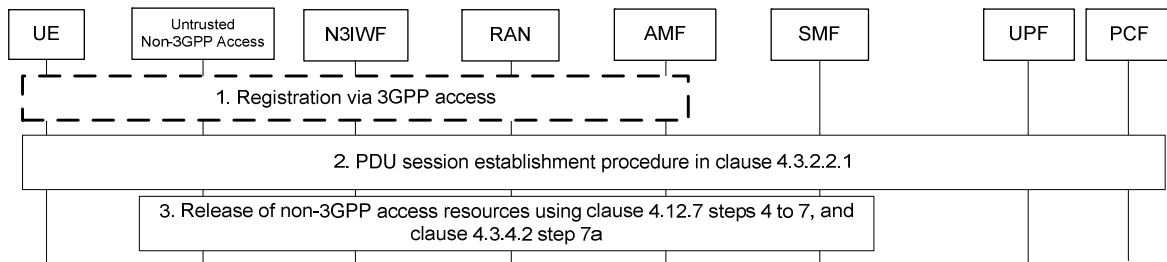 UE
Untrusted
Non-3GPP Access
N3IWF
RAN
AMF
SMF
UPF
PCF
1. Registration via 3GPP access
2. PDU session establishment procedure in clause 4.3.2.2.1
3. Release of non-3GPP access resources using clause 4.12.7 steps 4 to 7, and
clause 4.3.4.2 step 7a